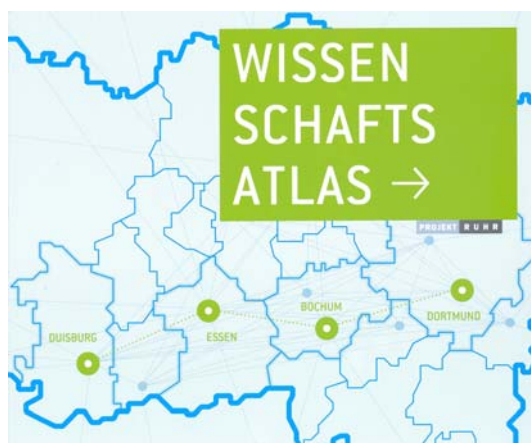 WISSEN
SCHAFTS
ATLAS →
PROJEKT RUHR
BOCHUM
DORTMUND
DUISBURG
ESSEN